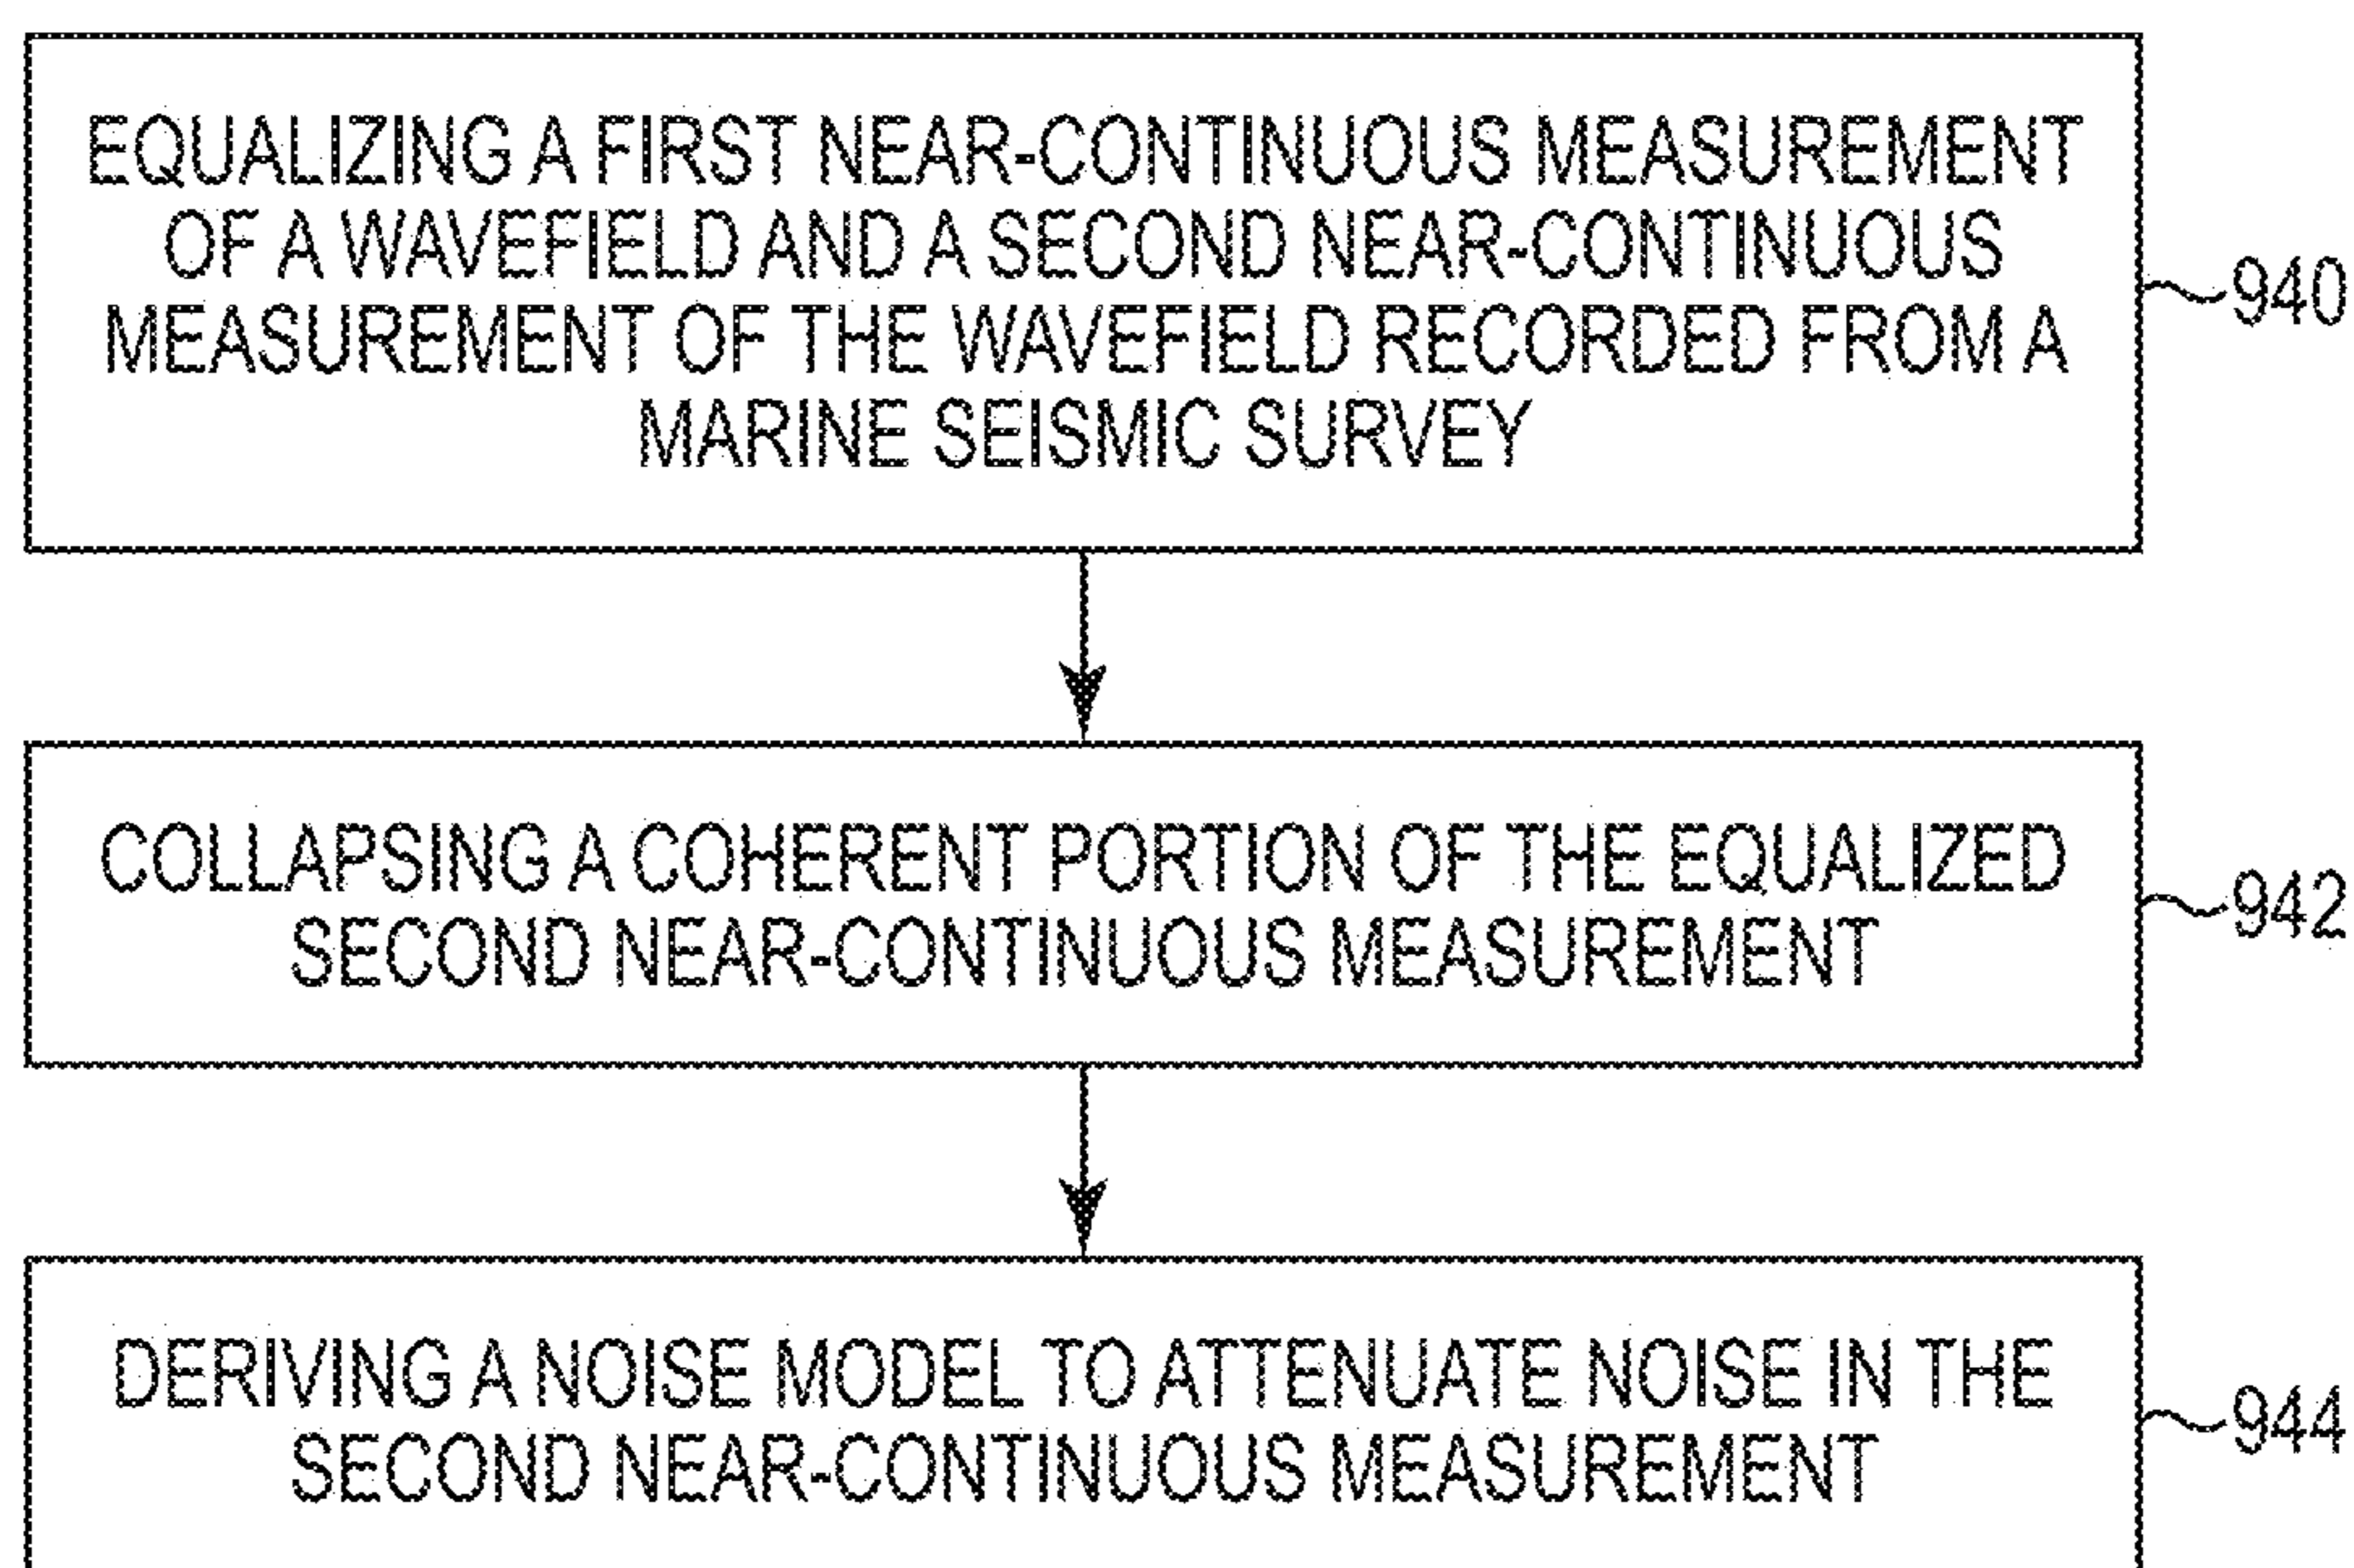 EQUALIZING A FIRST NEAR-CONTINUOUS MEASUREMENT
OF A WAVEFIELD AND A SECOND NEAR-CONTINUOUS
MEASUREMENT OF THE WAVEFIELD RECORDED FROM A
MARINE SEISMIC SURVEY
940
COLLAPSING A COHERENT PORTION OF THE EQUALIZED
SECOND NEAR-CONTINUOUS MEASUREMENT
942
DERIVING A NOISE MODEL TO ATTENUATE NOISE IN THE
SECOND NEAR-CONTINUOUS MEASUREMENT
944